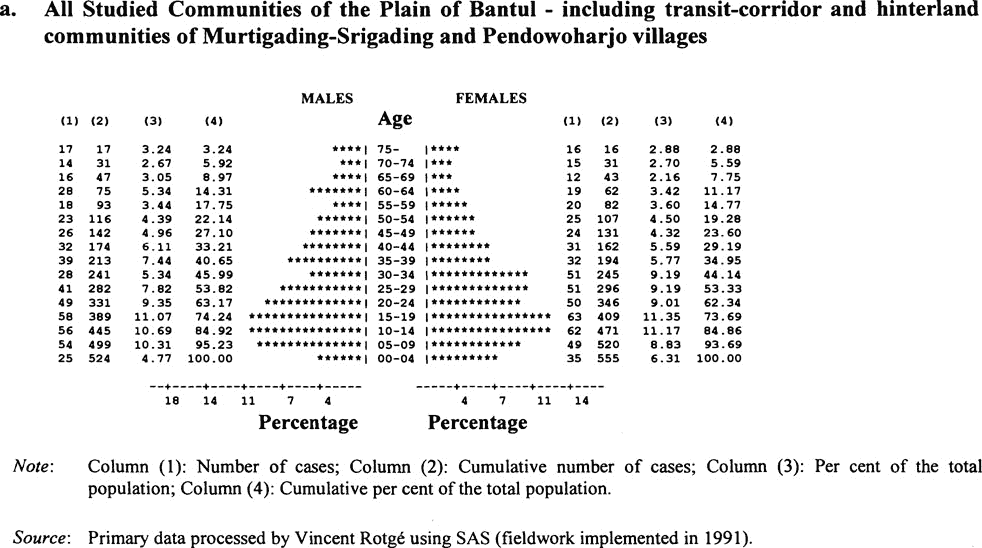 a. All Studied Communities of the Plain of Bantul - including transit-corridor and hinterland
communities of Murtigading-Srigading and Pendowoharjo villages
MALES FEMALES
Age
(1) (2) (3) (4) (1) (2) (3) (4)
17 17 3.24 3.24 ****| 75- |**** 16 16 2.88 2.88
14 31 2.67 5.92 ***| 70-74 |*** 15 31 2.70 5.59
16 47 3.05 8.97 ****| 65-69 |*** 12 43 2.16 7.75
28 75 5.34 14.31 *******| 60-64 |**** 19 62 3.42 11.17
18 93 3.44 17.75 ****| 55-59 |***** 20 82 3.60 14.77
23 116 4.39 22.14 ******| 50-54 |****** 25 107 4.50 19.28
26 142 4.96 27.10 *******| 45-49 |****** 24 131 4.32 23.60
32 174 6.11 33.21 ********| 40-44 |******** 31 162 5.59 29.19
39 213 7.44 40.65 **********| 35-39 |******** 32 194 5.77 34.95
28 241 5.34 45.99 *******| 30-34 |************* 51 245 9.19 44.14
41 282 7.82 53.82 ***********| 25-29 |************* 51 296 9.19 53.33
49 331 9.35 63.17 *************| 20-24 |************ 50 346 9.01 62.34
58 389 11.07 74.24 ***************| 15-19 |**************** 63 409 11.35 73.69
56 445 10.69 84.92 ***************| 10-14 |**************** 62 471 11.17 84.86
54 499 10.31 95.23 **************| 05-09 |************ 49 520 8.83 93.69
25 524 4.77 100.00 ******| 00-04 |********* 35 555 6.31 100.00
--+----+----+----+----+----- -----+----+----+----+---
18 14 11 7 4 4 7 11 14
Percentage Percentage
Note: Column (1): Number of cases; Column (2): Cumulative number of cases; Column (3): Per cent of the total
population; Column (4): Cumulative per cent of the total population.
Source: Primary data processed by Vincent Rotgé using SAS (fieldwork implemented in 1991).